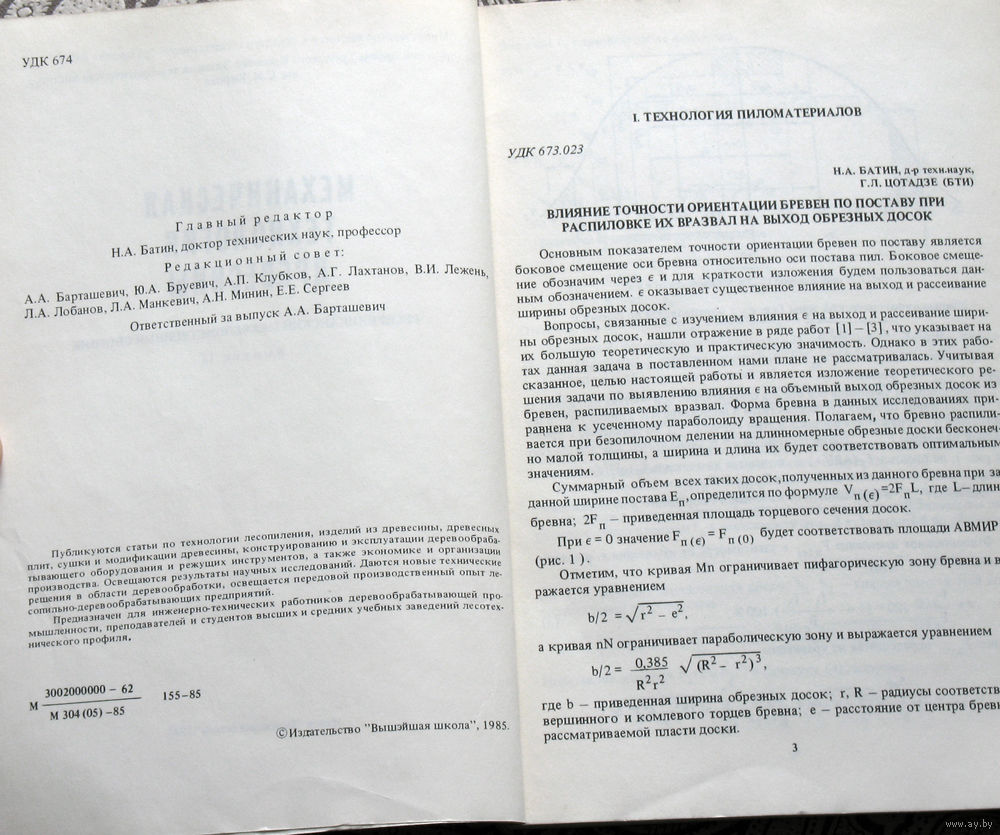 УДК 674
Главный редактор
Н.А. Батин, доктор технических наук, профессор
Редакционный совет:
А.А. Барташевич, Ю.А. Бруевич, А.П. Клубков, А.Г. Лахтанов, В.И. Лежень,
Л.А. Лобанов, Л.А. Манкевич, А.Н. Минин, Е.Е. Сергеев
Ответственный за выпуск А.А. Барташевич
Публикуются статьи по технологии лесопиления, изделий из древесины, древесных
плит, сушки и модификации древесины, конструированию и эксплуатации деревообраба-
тывающего оборудования и режущих инструментов, а также экономике и организации
производства. Освещаются результаты научных исследований. Даются новые технические
решения в области деревообработки, освещается передовой производственный опыт ле-
сопильно-деревообрабатывающих предприятий.
Предназначен для инженерно-технических работников деревообрабатывающей про-
мышленности, преподавателей и студентов высших и средних учебных заведений лесотех-
нического профиля.
М 3002000000 – 62 / М 304 (05) – 85 155–85
© Издательство "Вышэйшая школа", 1985.
I. ТЕХНОЛОГИЯ ПИЛОМАТЕРИАЛОВ
УДК 673.023
Н.А. БАТИН, д-р техн.наук,
Г.Л. ЦОТАДЗЕ (БТИ)
ВЛИЯНИЕ ТОЧНОСТИ ОРИЕНТАЦИИ БРЕВЕН ПО ПОСТАВУ ПРИ
РАСПИЛОВКЕ ИХ ВРАЗВАЛ НА ВЫХОД ОБРЕЗНЫХ ДОСОК
Основным показателем точности ориентации бревен по поставу является
боковое смещение оси бревна относительно оси постава пил. Боковое смеще-
ние обозначим через є и для краткости изложения будем пользоваться дан-
ным обозначением. є оказывает существенное влияние на выход и рассеивание
ширины обрезных досок.
Вопросы, связанные с изучением влияния є на выход и рассеивание шири-
ны обрезных досок, нашли отражение в ряде работ [1] – [3], что указывает на
их большую теоретическую и практическую значимость. Однако в этих рабо-
тах данная задача в поставленном нами плане не рассматривалась. Учитывая
сказанное, целью настоящей работы и является изложение теоретического ре-
шения задачи по выявлению влияния є на объемный выход обрезных досок из
бревен, распиливаемых вразвал. Форма бревна в данных исследованиях при-
равнена к усеченному параболоиду вращения. Полагаем, что бревно распили-
вается при безопилочном делении на длинномерные обрезные доски бесконеч-
но малой толщины, а ширина и длина их будет соответствовать оптимальным
значениям.
Суммарный объем всех таких досок,полученных из данного бревна при за
данной ширине постава Eп,определится по формуле Vп(є)=2FпL, где L–длин
бревна; 2Fп – приведенная площадь торцевого сечения досок.
При є = 0 значение Fп(є) = Fп(0) будет соответствовать площади АВМИР
(рис. 1 ).
Отметим, что кривая Мп ограничивает пифагорическую зону бревна и в
ражается уравнением
b/2 = √(r² – e²),
а кривая nN ограничивает параболическую зону и выражается уравнением
b/2 = 0,385 / R²r² √((R² – r²)³),
где b – приведенная ширина обрезных досок; r, R – радиусы соответств
вершинного и комлевого торцев бревна; e – расстояние от центра бревн
рассматриваемой пласти доски.
3
www.ay.by